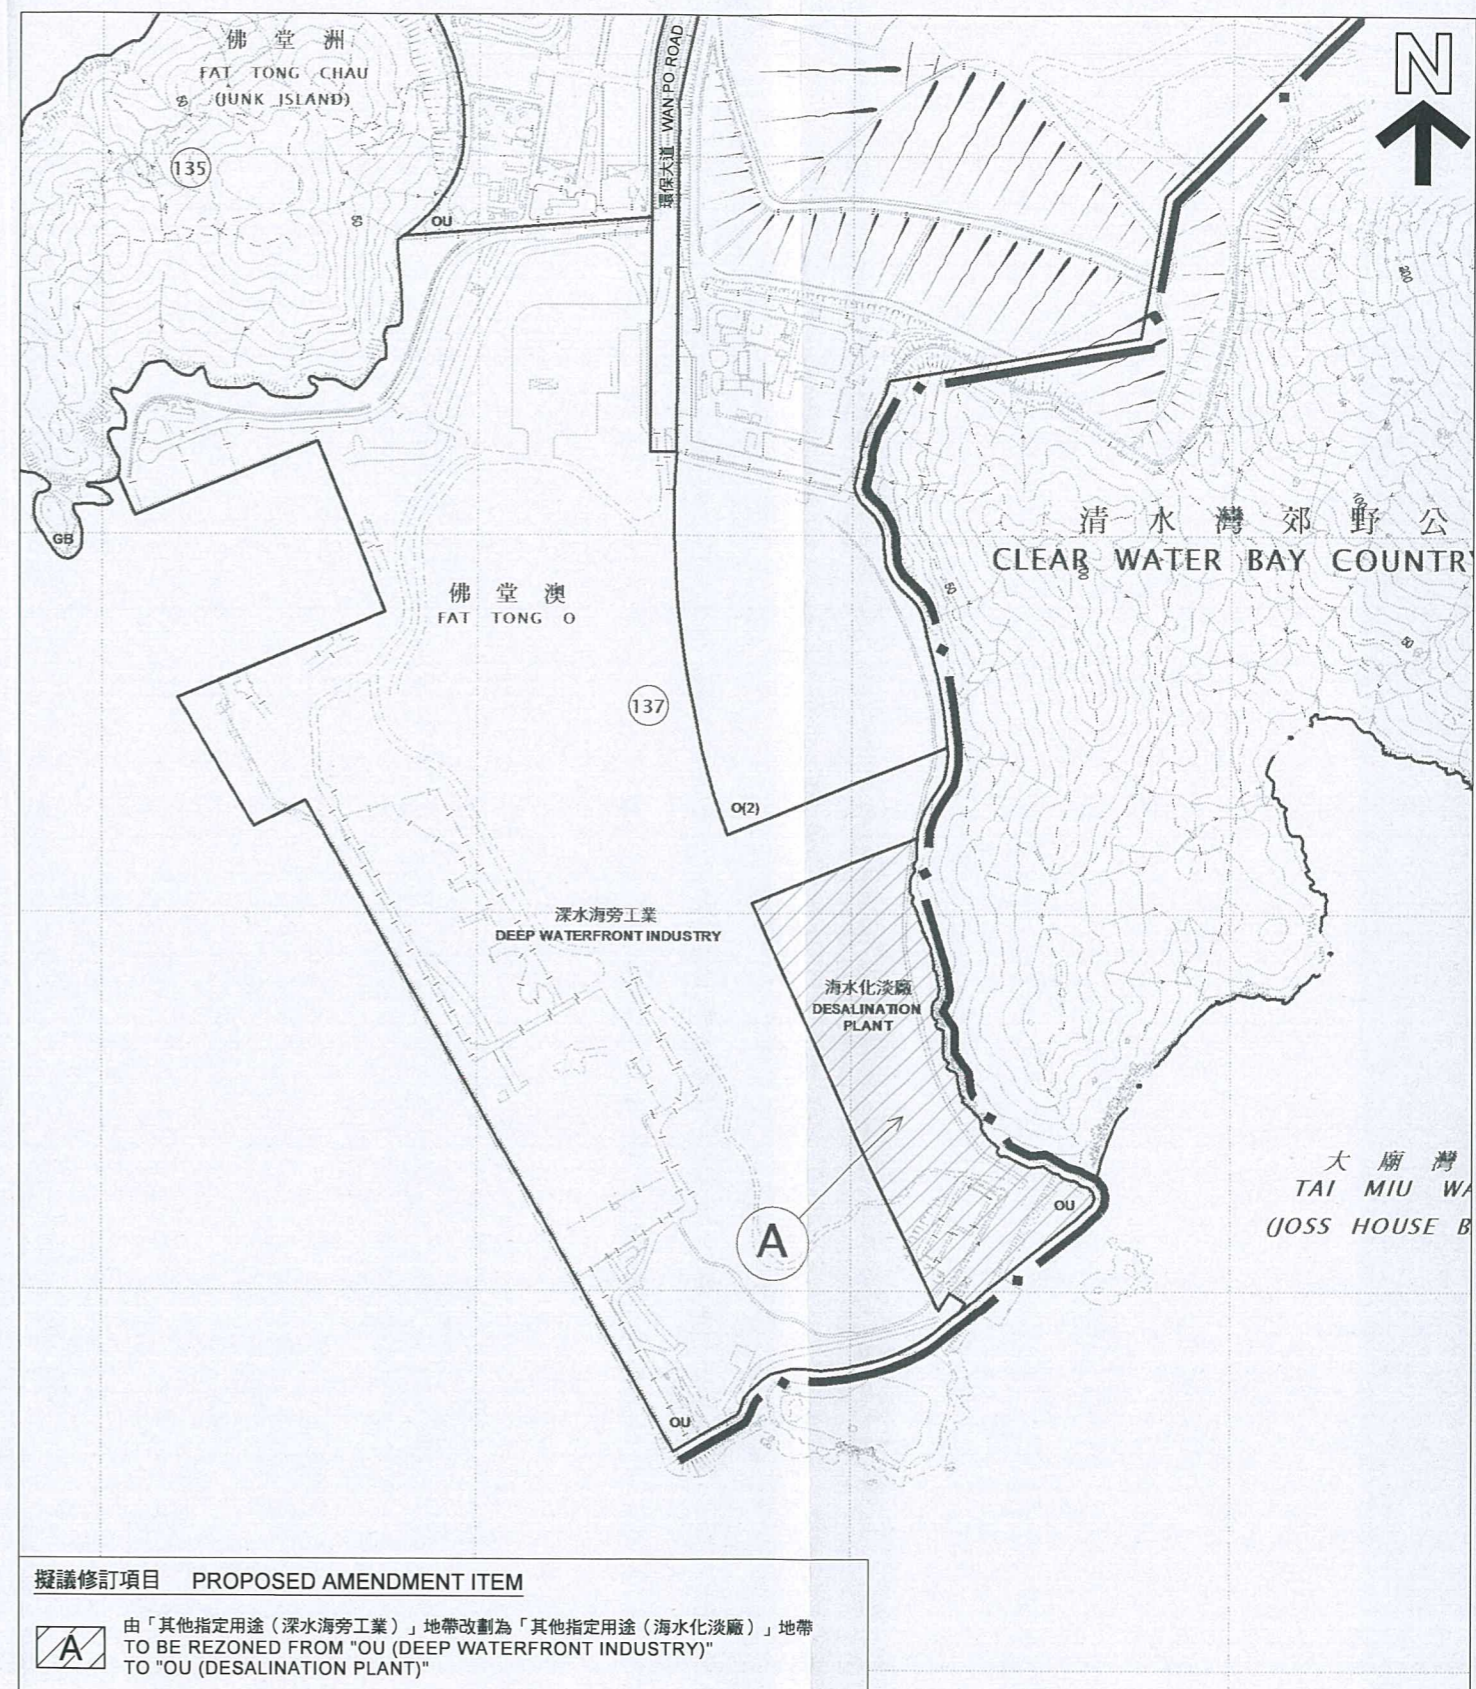 佛堂洲
FAT TONG CHAU
(JUNK ISLAND)
135
OU
環保大道 WAN PO ROAD
N
200
50
50
清水灣郊野公
CLEAR WATER BAY COUNTRY
GB
佛堂澳
FAT TONG O
137
O(2)
深水海旁工業
DEEP WATERFRONT INDUSTRY
海水化淡廠
DESALINATION
PLANT
大廟灣
TAI MIU WA
(JOSS HOUSE B
OU
A
OU
擬議修訂項目 PROPOSED AMENDMENT ITEM
A
由「其他指定用途（深水海旁工業）」地帶改劃為「其他指定用途（海水化淡廠）」地帶
TO BE REZONED FROM "OU (DEEP WATERFRONT INDUSTRY)"
TO "OU (DESALINATION PLANT)"